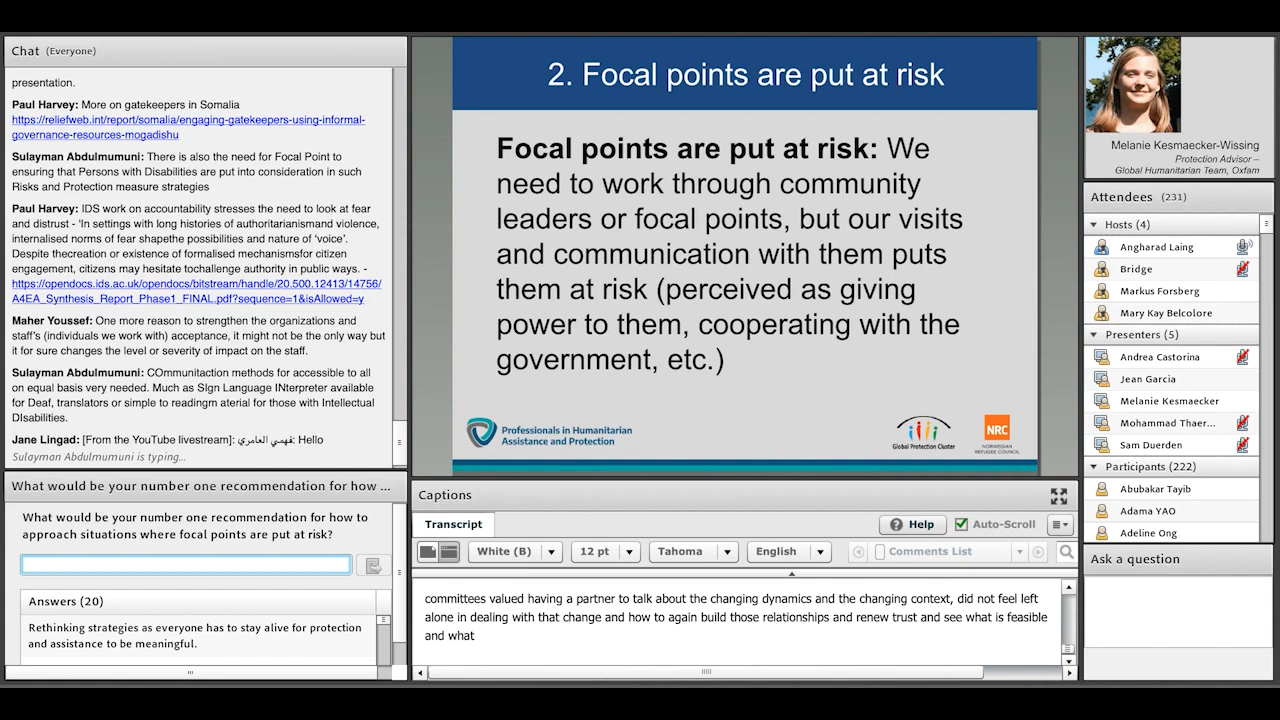 Chat (Everyone)
presentation.
Paul Harvey: More on gatekeepers in Somalia
https://reliefweb.int/report/somalia/engaging-gatekeepers-using-informal-
governance-resources-mogadishu
Sulayman Abdulmumuni: There is also the need for Focal Point to
ensuring that Persons with Disabilities are put into consideration in such
Risks and Protection measure strategies
Paul Harvey: IDS work on accountability stresses the need to look at fear
and distrust - 'In settings with long histories of authoritarianismand violence,
internalised norms of fear shapethe possibilities and nature of 'voice'.
Despite thecreation or existence of formalised mechanismsfor citizen
engagement, citizens may hesitate tochallenge authority in public ways. -
https://opendocs.ids.ac.uk/opendocs/bitstream/handle/20.500.12413/14756/
A4EA_Synthesis_Report_Phase1_FINAL.pdf?sequence=1&isAllowed=y
Maher Youssef: One more reason to strengthen the organizations and
staff's (individuals we work with) acceptance, it might not be the only way but
it for sure changes the level or severity of impact on the staff.
Sulayman Abdulmumuni: COmmunitaction methods for accessible to all
on equal basis very needed. Much as SIgn Language INterpreter available
for Deaf, translators or simple to readingm aterial for those with Intellectual
DIsabilities.
Jane Lingad: [From the YouTube livestream]: فهمي العامري: Hello
Sulayman Abdulmumuni is typing...
What would be your number one recommendation for how ...
What would be your number one recommendation for how to
approach situations where focal points are put at risk?
Answers (20)
Rethinking strategies as everyone has to stay alive for protection
and assistance to be meaningful.
2. Focal points are put at risk
Focal points are put at risk: We
need to work through community
leaders or focal points, but our visits
and communication with them puts
them at risk (perceived as giving
power to them, cooperating with the
government, etc.)
Professionals in Humanitarian
Assistance and Protection
Global Protection Cluster
NRC
NORWEGIAN
REFUGEE COUNCIL
Captions
Transcript
Help
Auto-Scroll
White (B)
12 pt
Tahoma
English
Comments List
committees valued having a partner to talk about the changing dynamics and the changing context, did not feel left
alone in dealing with that change and how to again build those relationships and renew trust and see what is feasible
and what
Melanie Kesmaecker-Wissing
Protection Advisor –
Global Humanitarian Team, Oxfam
Attendees (231)
Hosts (4)
Angharad Laing
Bridge
Markus Forsberg
Mary Kay Belcolore
Presenters (5)
Andrea Castorina
Jean Garcia
Melanie Kesmaecker
Mohammad Thaer...
Sam Duerden
Participants (222)
Abubakar Tayib
Adama YAO
Adeline Ong
Ask a question